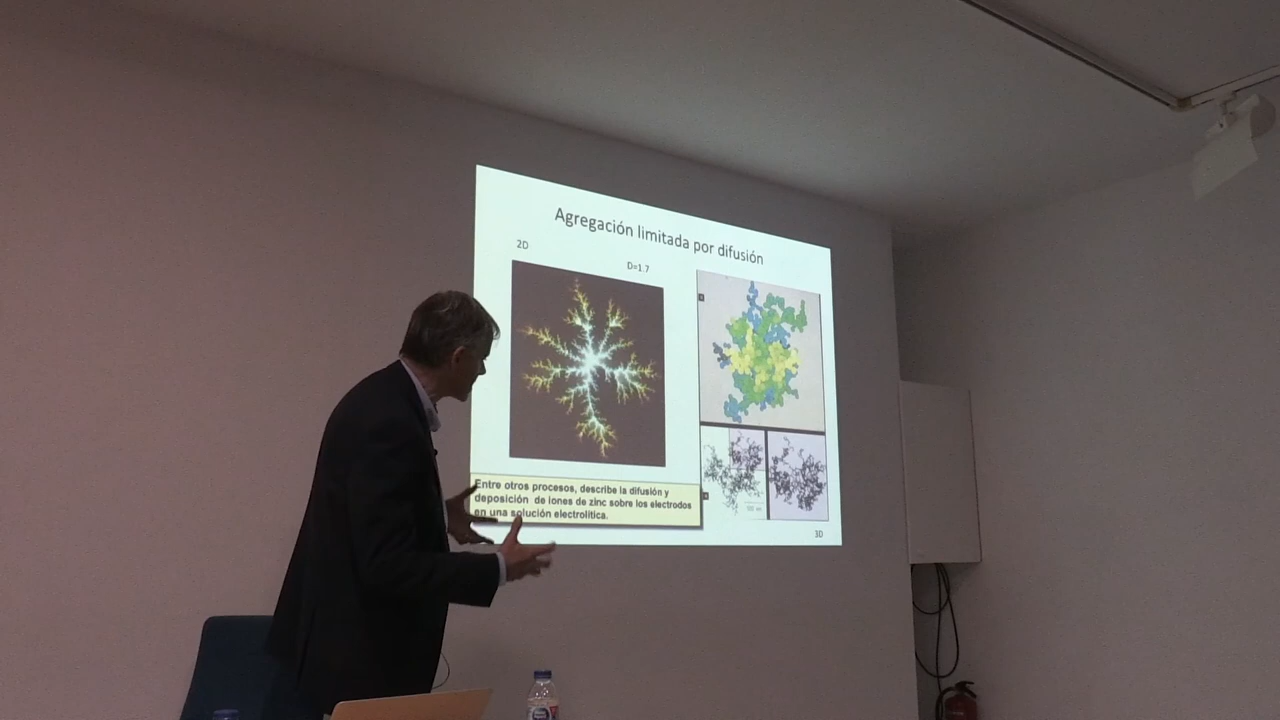 Agregación limitada por difusión
2D
D=1.7
Entre otros procesos, describe la difusión y
deposición de iones de zinc sobre los electrodos
en una solución electrolítica.
3D